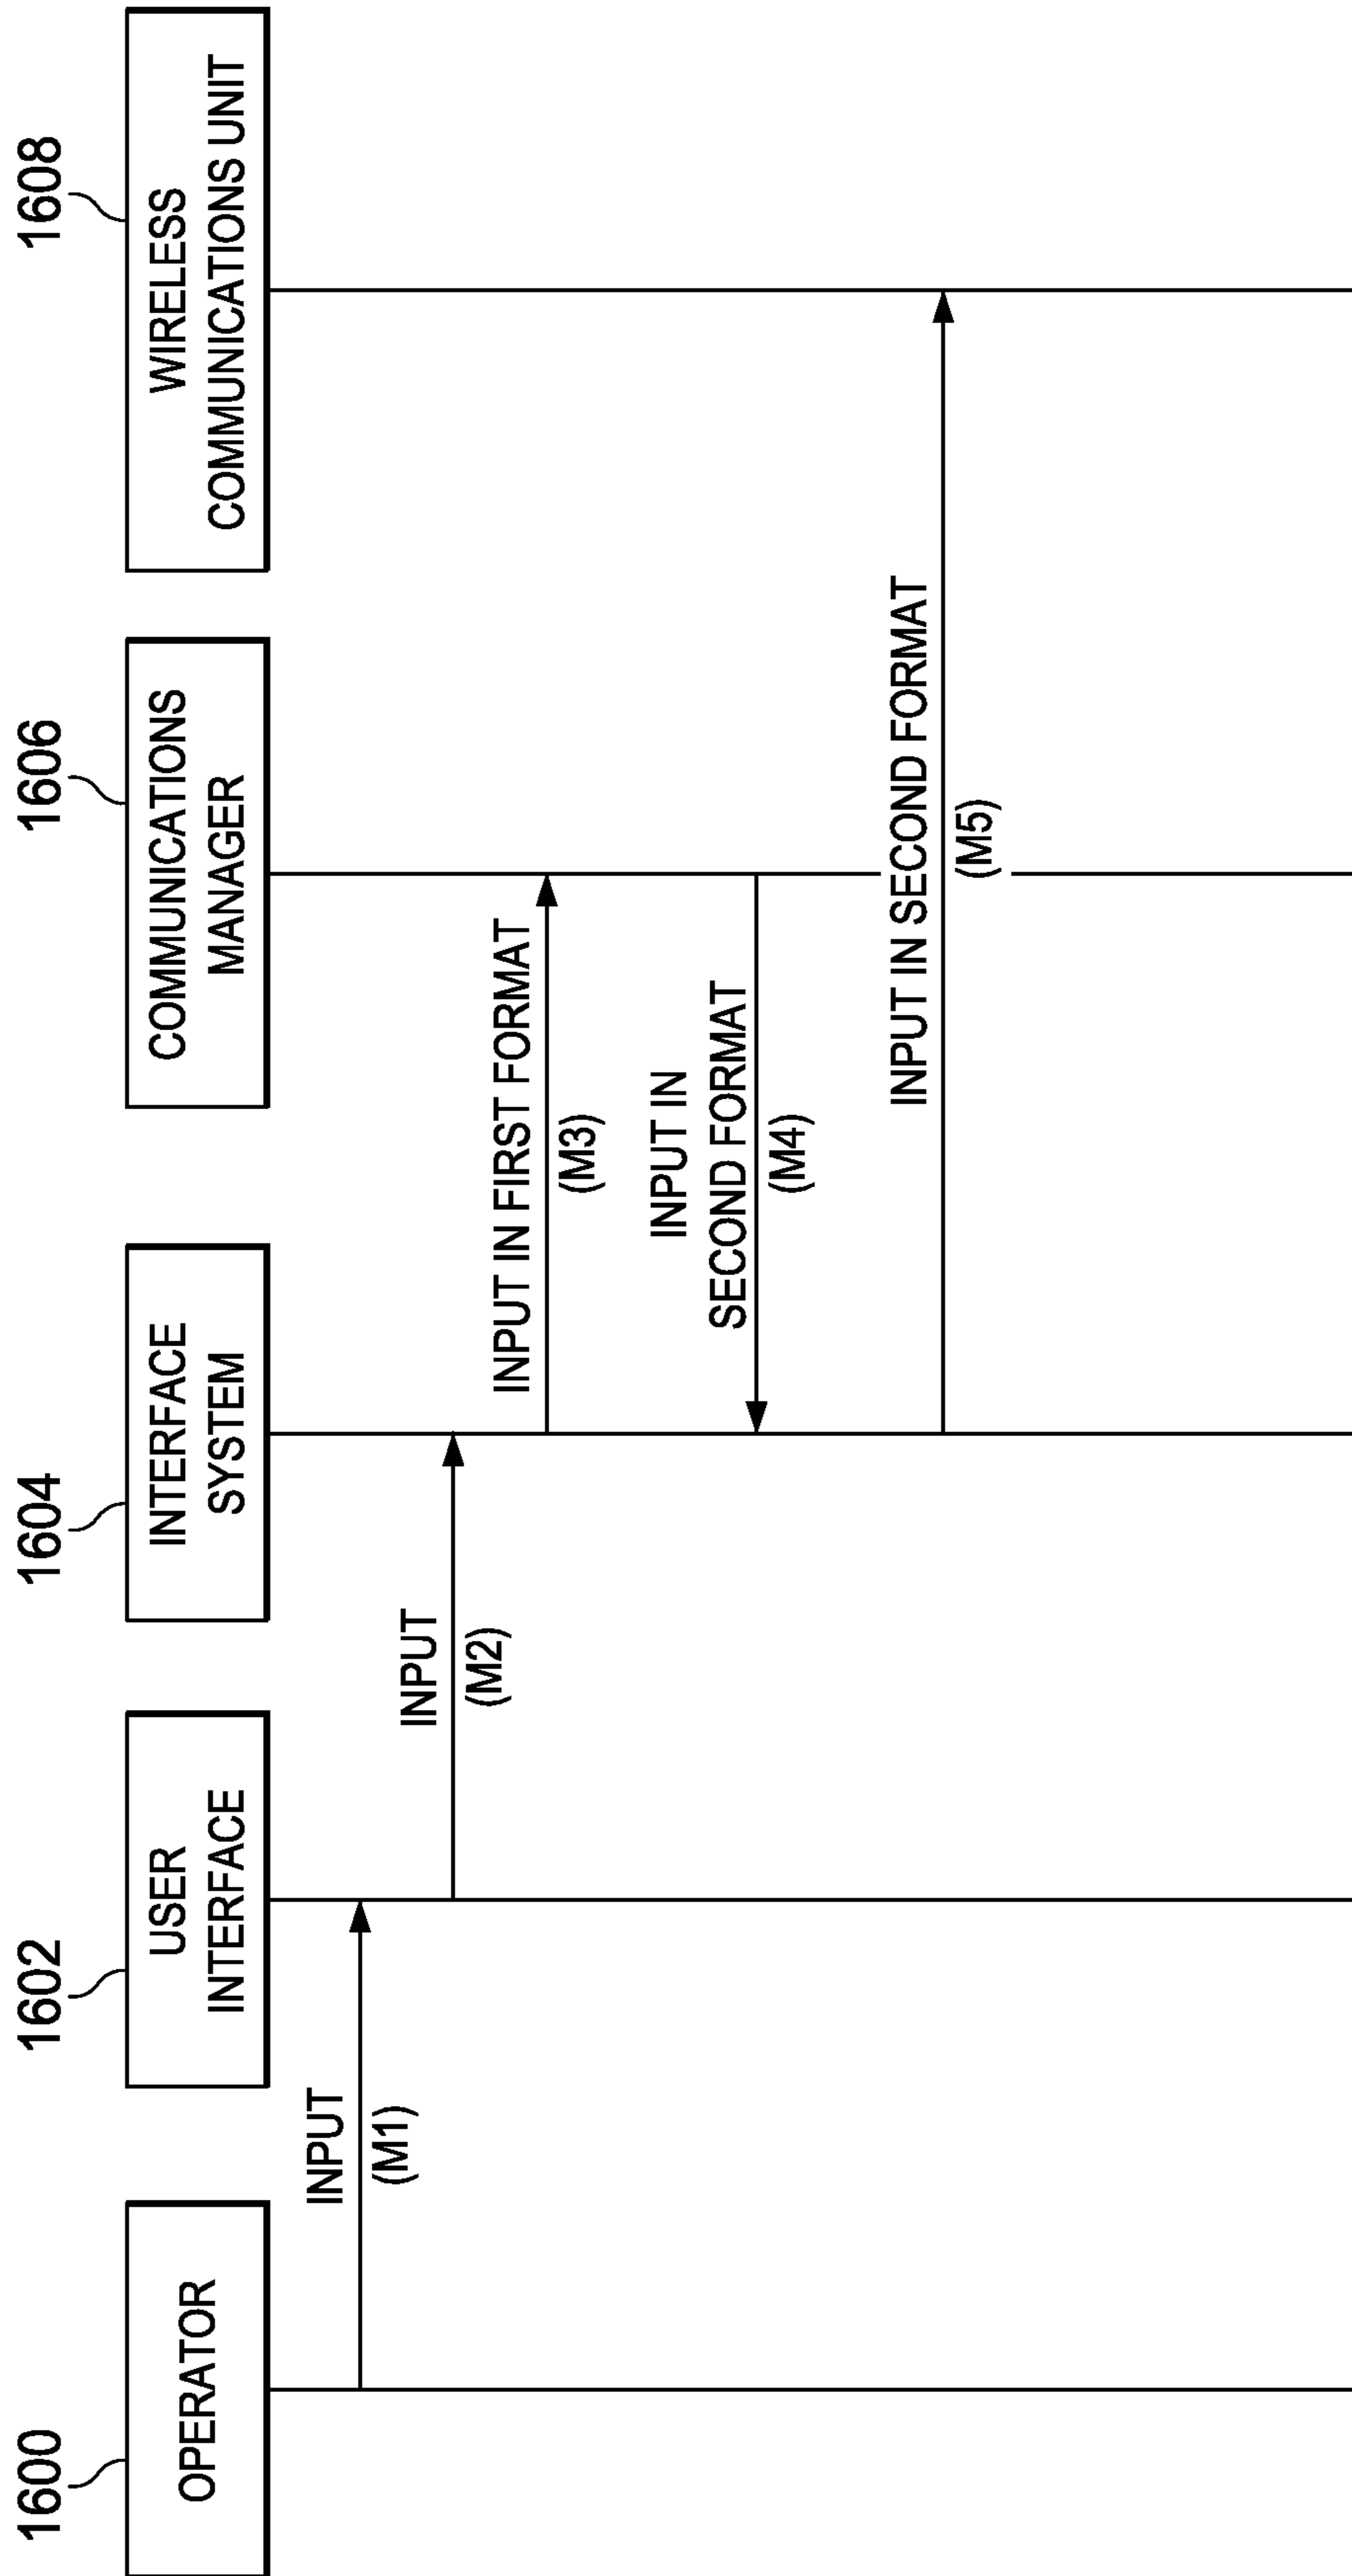 1600
1602
1604
1606
1608
OPERATOR
USER
INTERFACE
INTERFACE
SYSTEM
COMMUNICATIONS
MANAGER
WIRELESS
COMMUNICATIONS UNIT
INPUT
(M1)
INPUT
(M2)
INPUT IN FIRST FORMAT
(M3)
INPUT IN
SECOND FORMAT
(M4)
INPUT IN SECOND FORMAT
(M5)